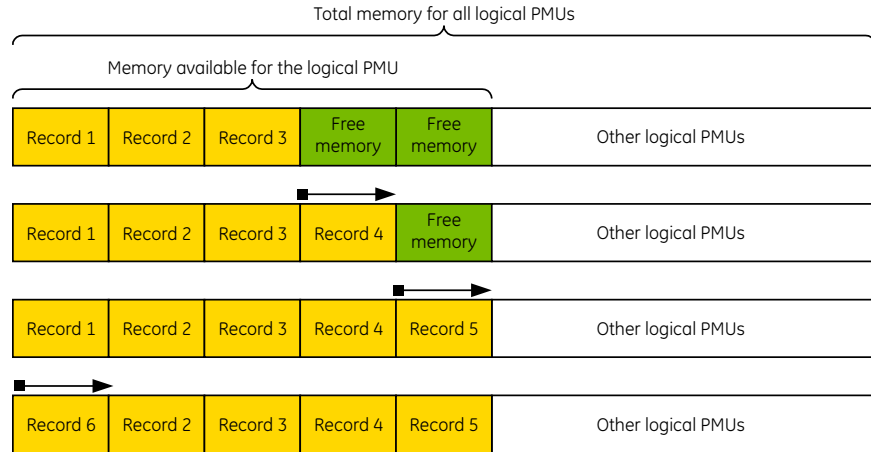 Total memory for all logical PMUs
Memory available for the logical PMU
Record 1 Record 2 Record 3 Free memory Free memory Other logical PMUs
Record 1 Record 2 Record 3 Record 4 Free memory Other logical PMUs
Record 1 Record 2 Record 3 Record 4 Record 5 Other logical PMUs
Record 6 Record 2 Record 3 Record 4 Record 5 Other logical PMUs